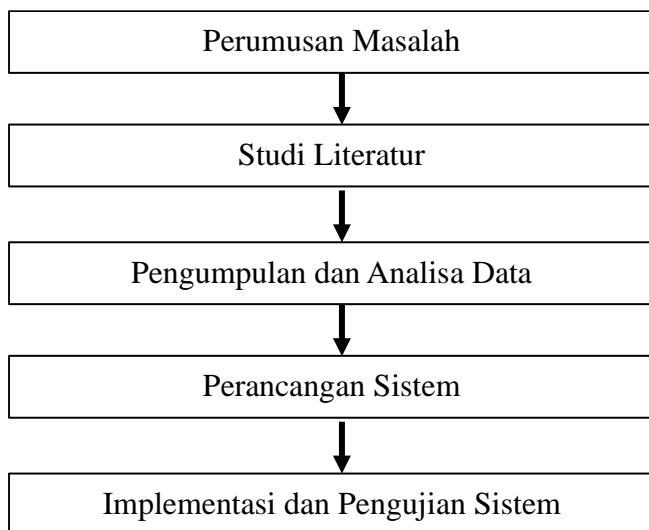 Perumusan Masalah
Studi Literatur
Pengumpulan dan Analisa Data
Perancangan Sistem
Implementasi dan Pengujian Sistem